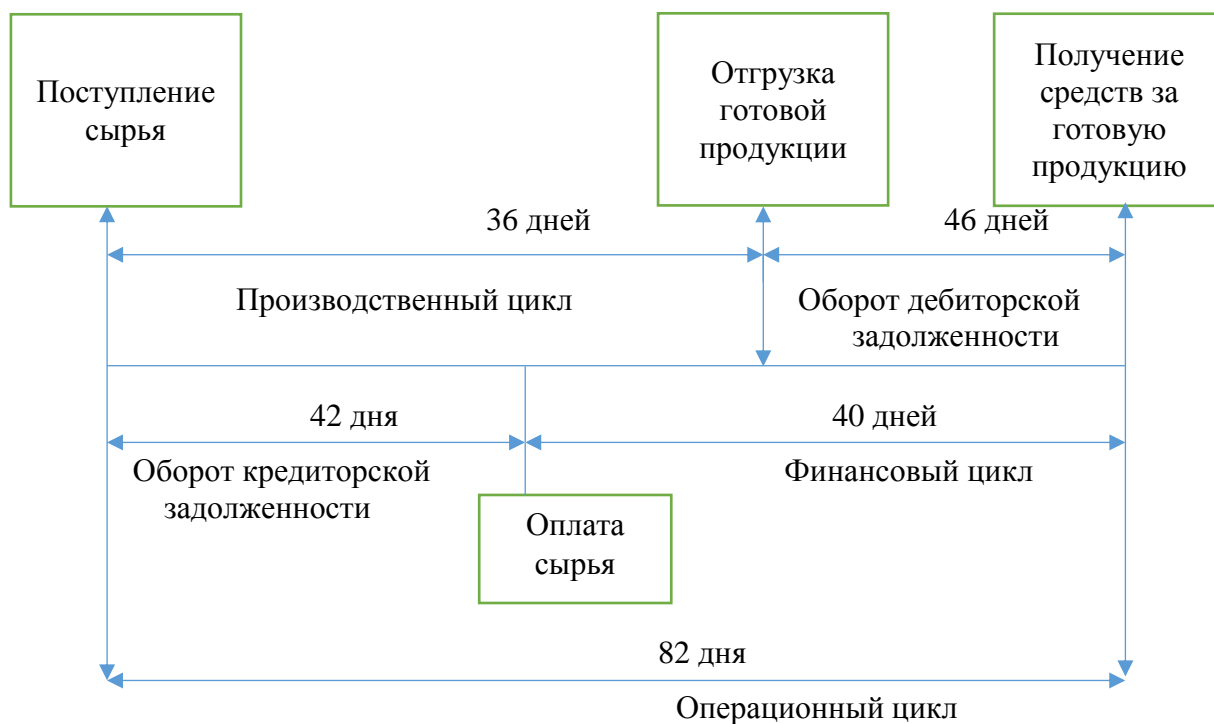 Поступление
сырья
Отгрузка
готовой
продукции
Получение
средств за
готовую
продукцию
36 дней
46 дней
Производственный цикл
Оборот дебиторской
задолженности
42 дня
40 дней
Оборот кредиторской
задолженности
Финансовый цикл
Оплата
сырья
82 дня
Операционный цикл